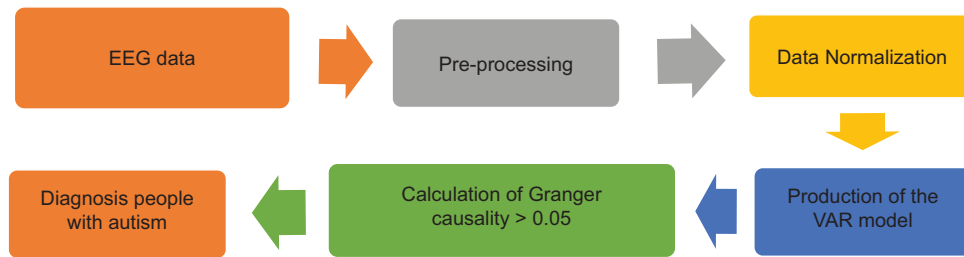 EEG data
Pre-processing
Data Normalization
Production of the
VAR model
Calculation of Granger
causality > 0.05
Diagnosis people
with autism